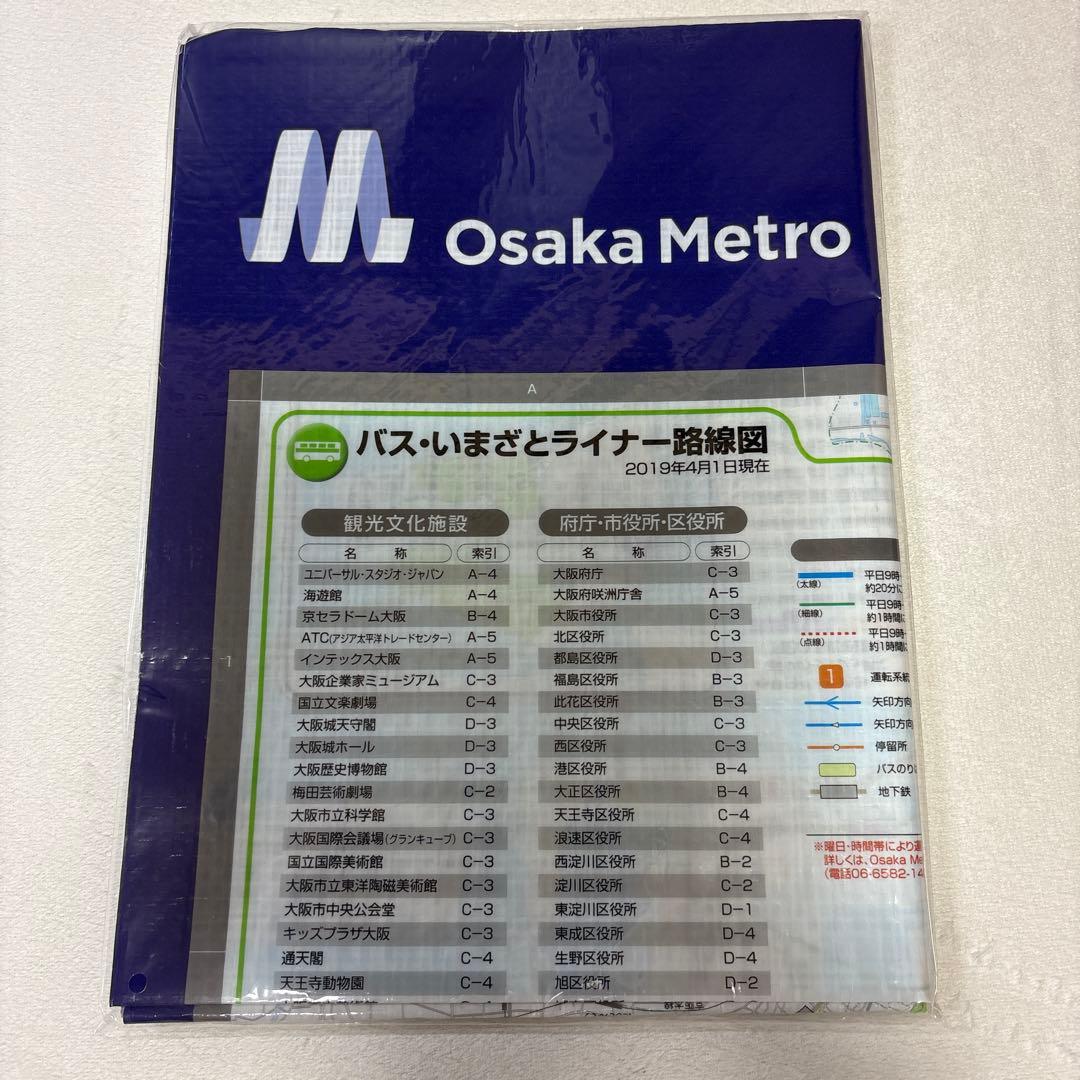 Osaka Metro
A
バス・いまざとライナー路線図
2019年4月1日現在
観光文化施設
名 称 索引
ユニバーサル・スタジオ・ジャパン A-4
海遊館 A-4
京セラドーム大阪 B-4
ATC(アジア太平洋トレードセンター) A-5
インテックス大阪 A-5
大阪企業家ミュージアム C-3
国立文楽劇場 C-4
大阪城天守閣 D-3
大阪城ホール D-3
大阪歴史博物館 D-3
梅田芸術劇場 C-2
大阪市立科学館 C-3
大阪国際会議場(グランキューブ) C-3
国立国際美術館 C-3
大阪市立東洋陶磁美術館 C-3
大阪市中央公会堂 C-3
キッズプラザ大阪 C-3
通天閣 C-4
天王寺動物園 C-4
府庁・市役所・区役所
名 称 索引
大阪府庁 C-3
大阪府咲洲庁舎 A-5
大阪市役所 C-3
北区役所 C-3
都島区役所 D-3
福島区役所 B-3
此花区役所 B-3
中央区役所 C-3
西区役所 C-3
港区役所 B-4
大正区役所 B-4
天王寺区役所 C-4
浪速区役所 C-4
西淀川区役所 B-2
淀川区役所 C-2
東淀川区役所 D-1
東成区役所 D-4
生野区役所 D-4
旭区役所 D-2
(太線) 平日9時
約20分に
(細線) 平日9時
約1時間に
(点線) 平日9時
約1時間に
1 運転系統
矢印方向
矢印方向
停留所
バスのり
地下鉄
※曜日・時間帯により運
詳しくは、Osaka Me
(電話06-6582-14
1